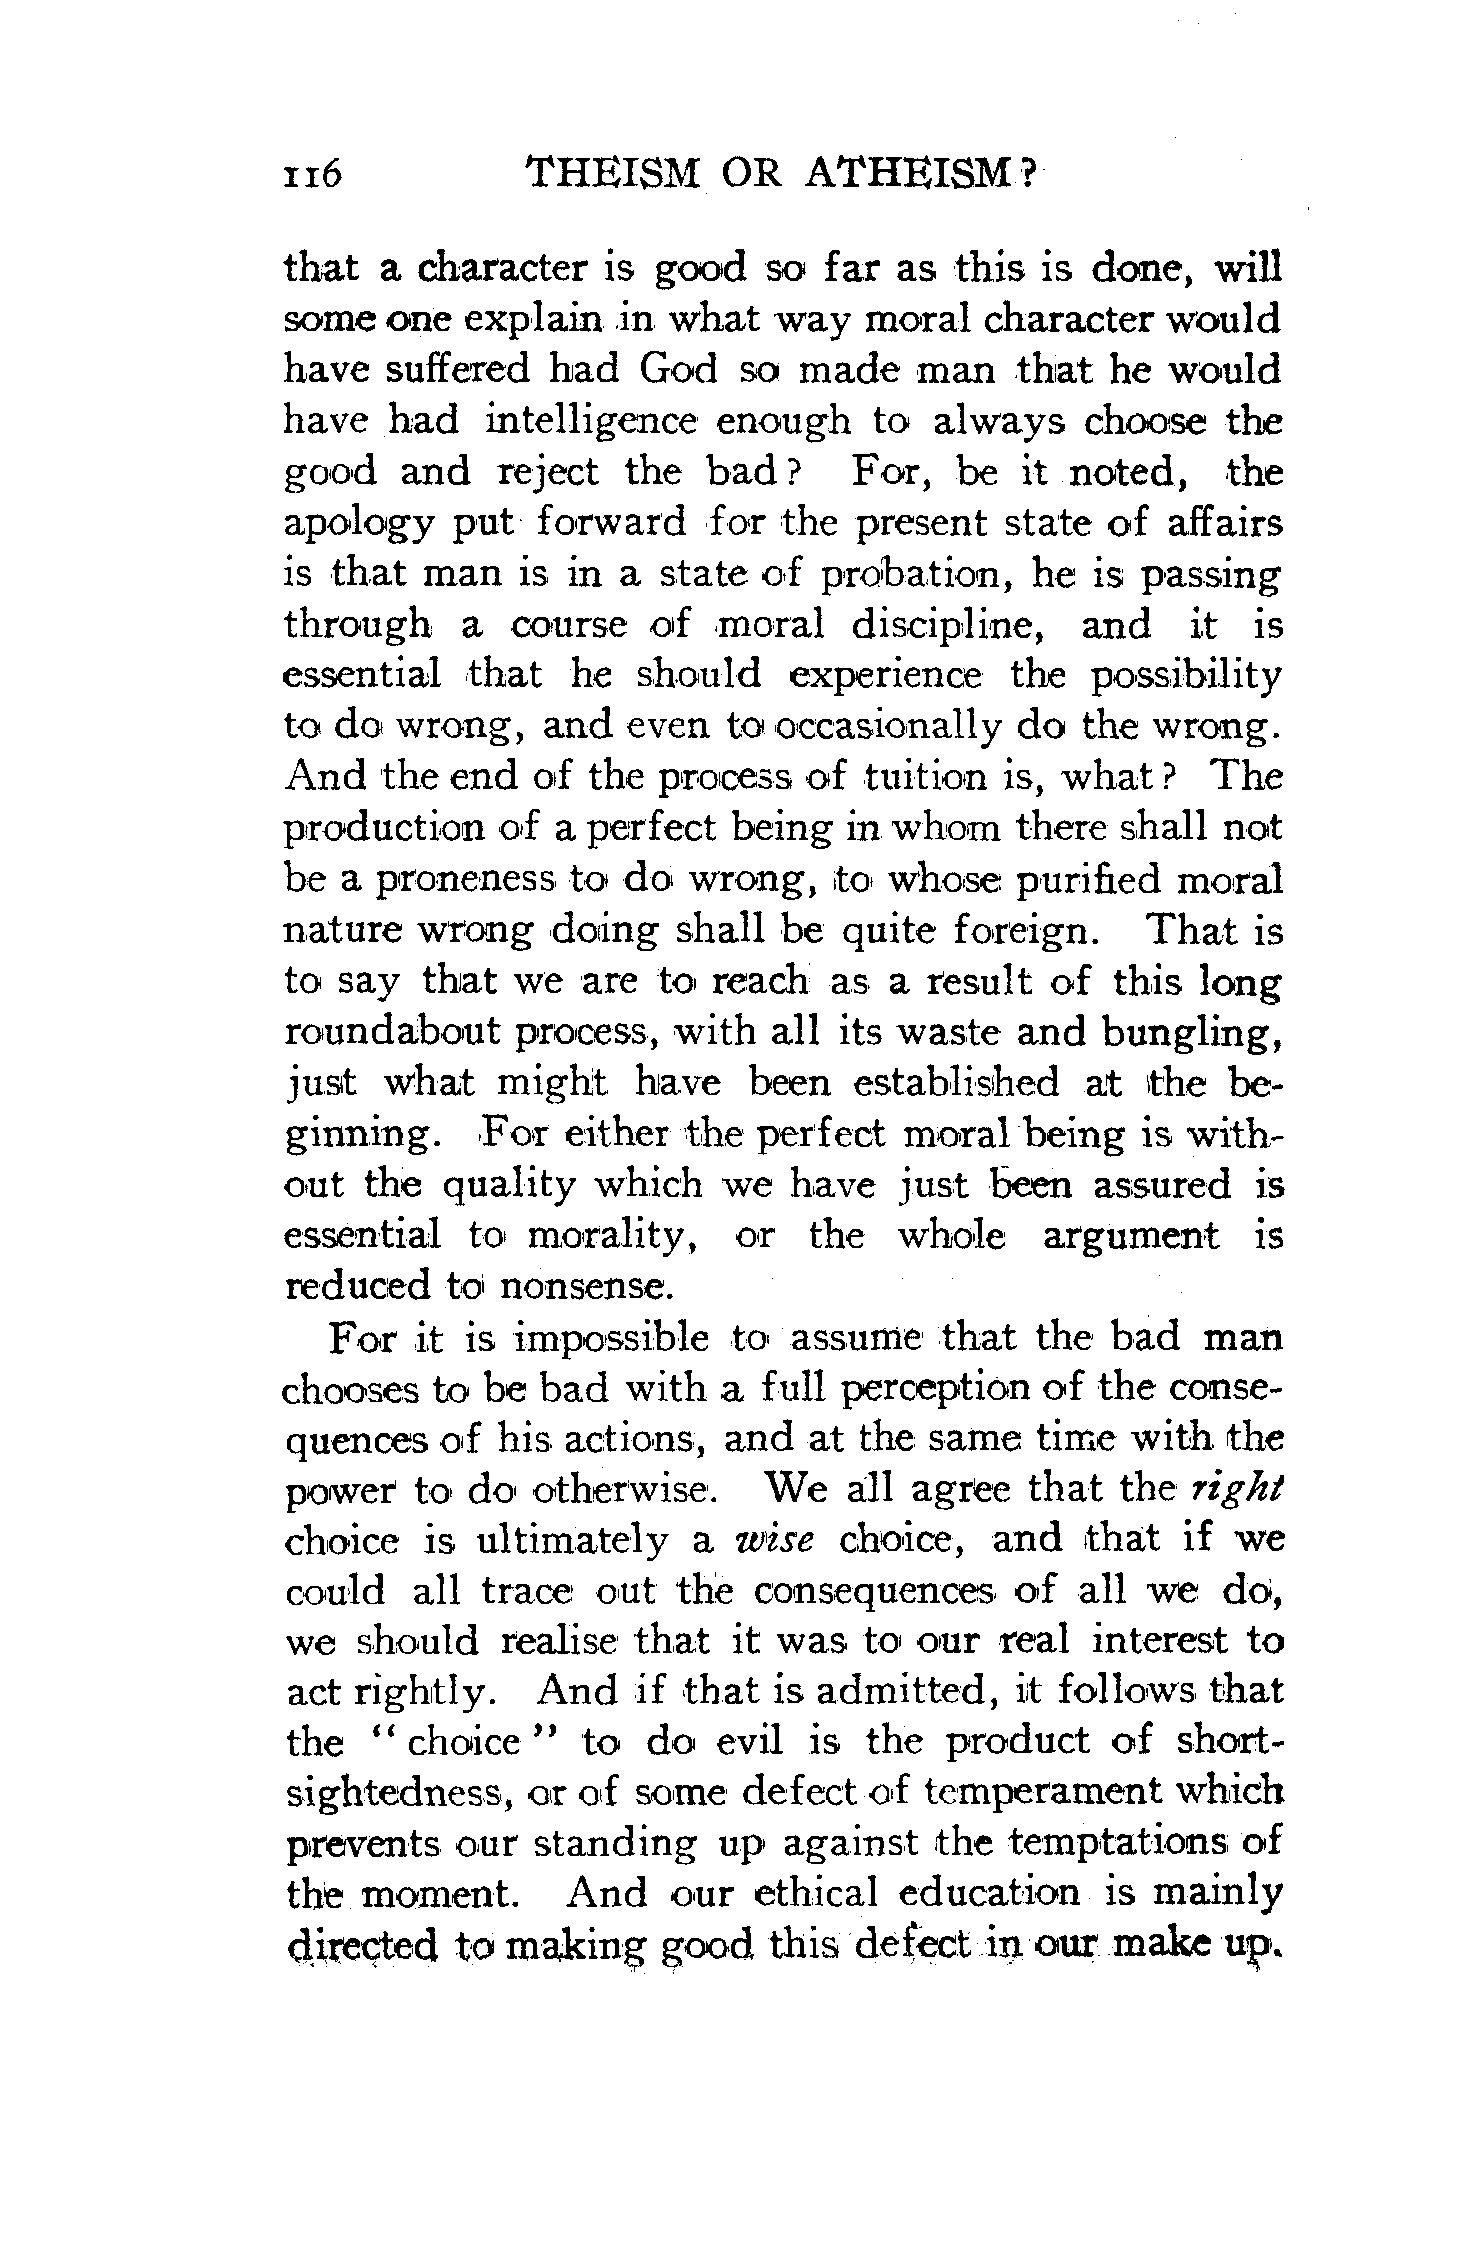 116 THEISM OR ATHEISM?
that a character is good so far as this is done, will
some one explain in what way moral character would
have suffered had God so made man that he would
have had intelligence enough to always choose the
good and reject the bad? For, be it noted, the
apology put forward for the present state of affairs
is that man is in a state of probation, he is passing
through a course of moral discipline, and it is
essential that he should experience the possibility
to do wrong, and even to occasionally do the wrong.
And the end of the process of tuition is, what? The
production of a perfect being in whom there shall not
be a proneness to do wrong, to whose purified moral
nature wrong doing shall be quite foreign. That is
to say that we are to reach as a result of this long
roundabout process, with all its waste and bungling,
just what might have been established at the be-
ginning. For either the perfect moral being is with-
out the quality which we have just been assured is
essential to morality, or the whole argument is
reduced to nonsense.
For it is impossible to assume that the bad man
chooses to be bad with a full perception of the conse-
quences of his actions, and at the same time with the
power to do otherwise. We all agree that the right
choice is ultimately a wise choice, and that if we
could all trace out the consequences of all we do,
we should realise that it was to our real interest to
act rightly. And if that is admitted, it follows that
the "choice" to do evil is the product of short-
sightedness, or of some defect of temperament which
prevents our standing up against the temptations of
the moment. And our ethical education is mainly
directed to making good this defect in our make up.